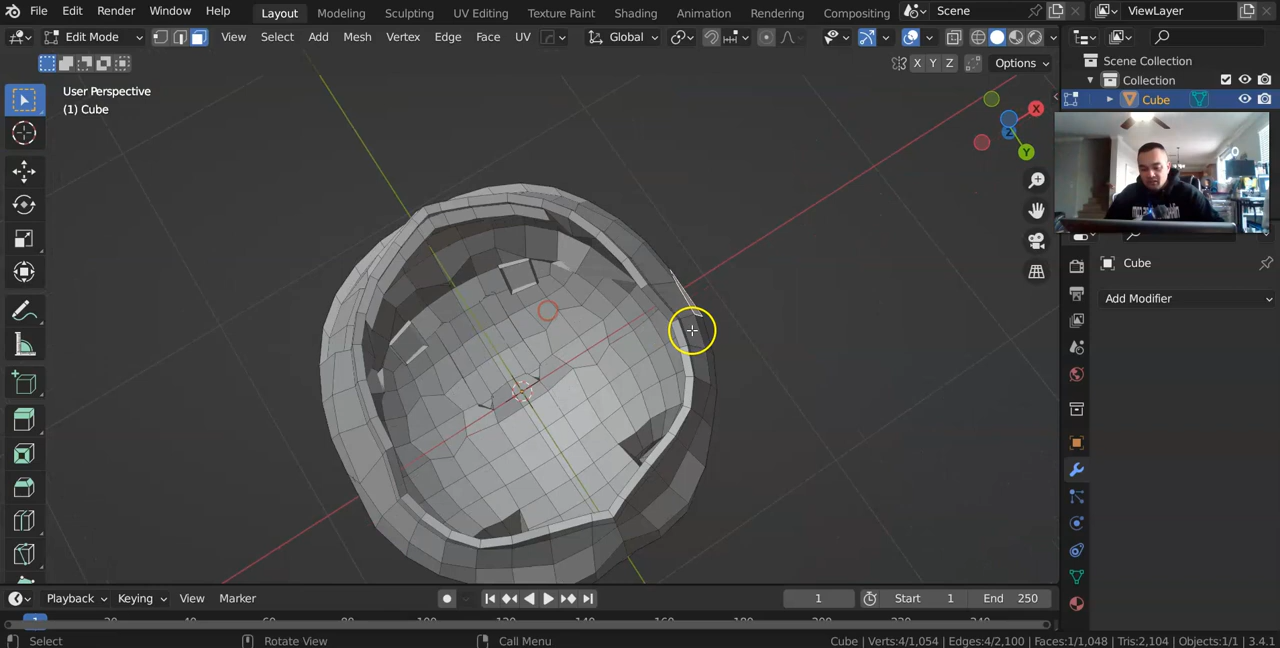 File Edit Render Window Help Layout Modeling Sculpting UV Editing Texture Paint Shading Animation Rendering Compositing Scene ViewLayer
Edit Mode View Select Add Mesh Vertex Edge Face UV Global
Scene Collection
X Y Z Options
Collection
User Perspective
(1) Cube
Cube
X
Z
Y
Cube
Add Modifier
Playback Keying View Marker 1 Start 1 End 250
Select Rotate View Call Menu Cube | Verts:4/1,054 | Edges:4/2,100 | Faces:1/1,048 | Tris:2,104 | Objects:1/1 | 3.4.1